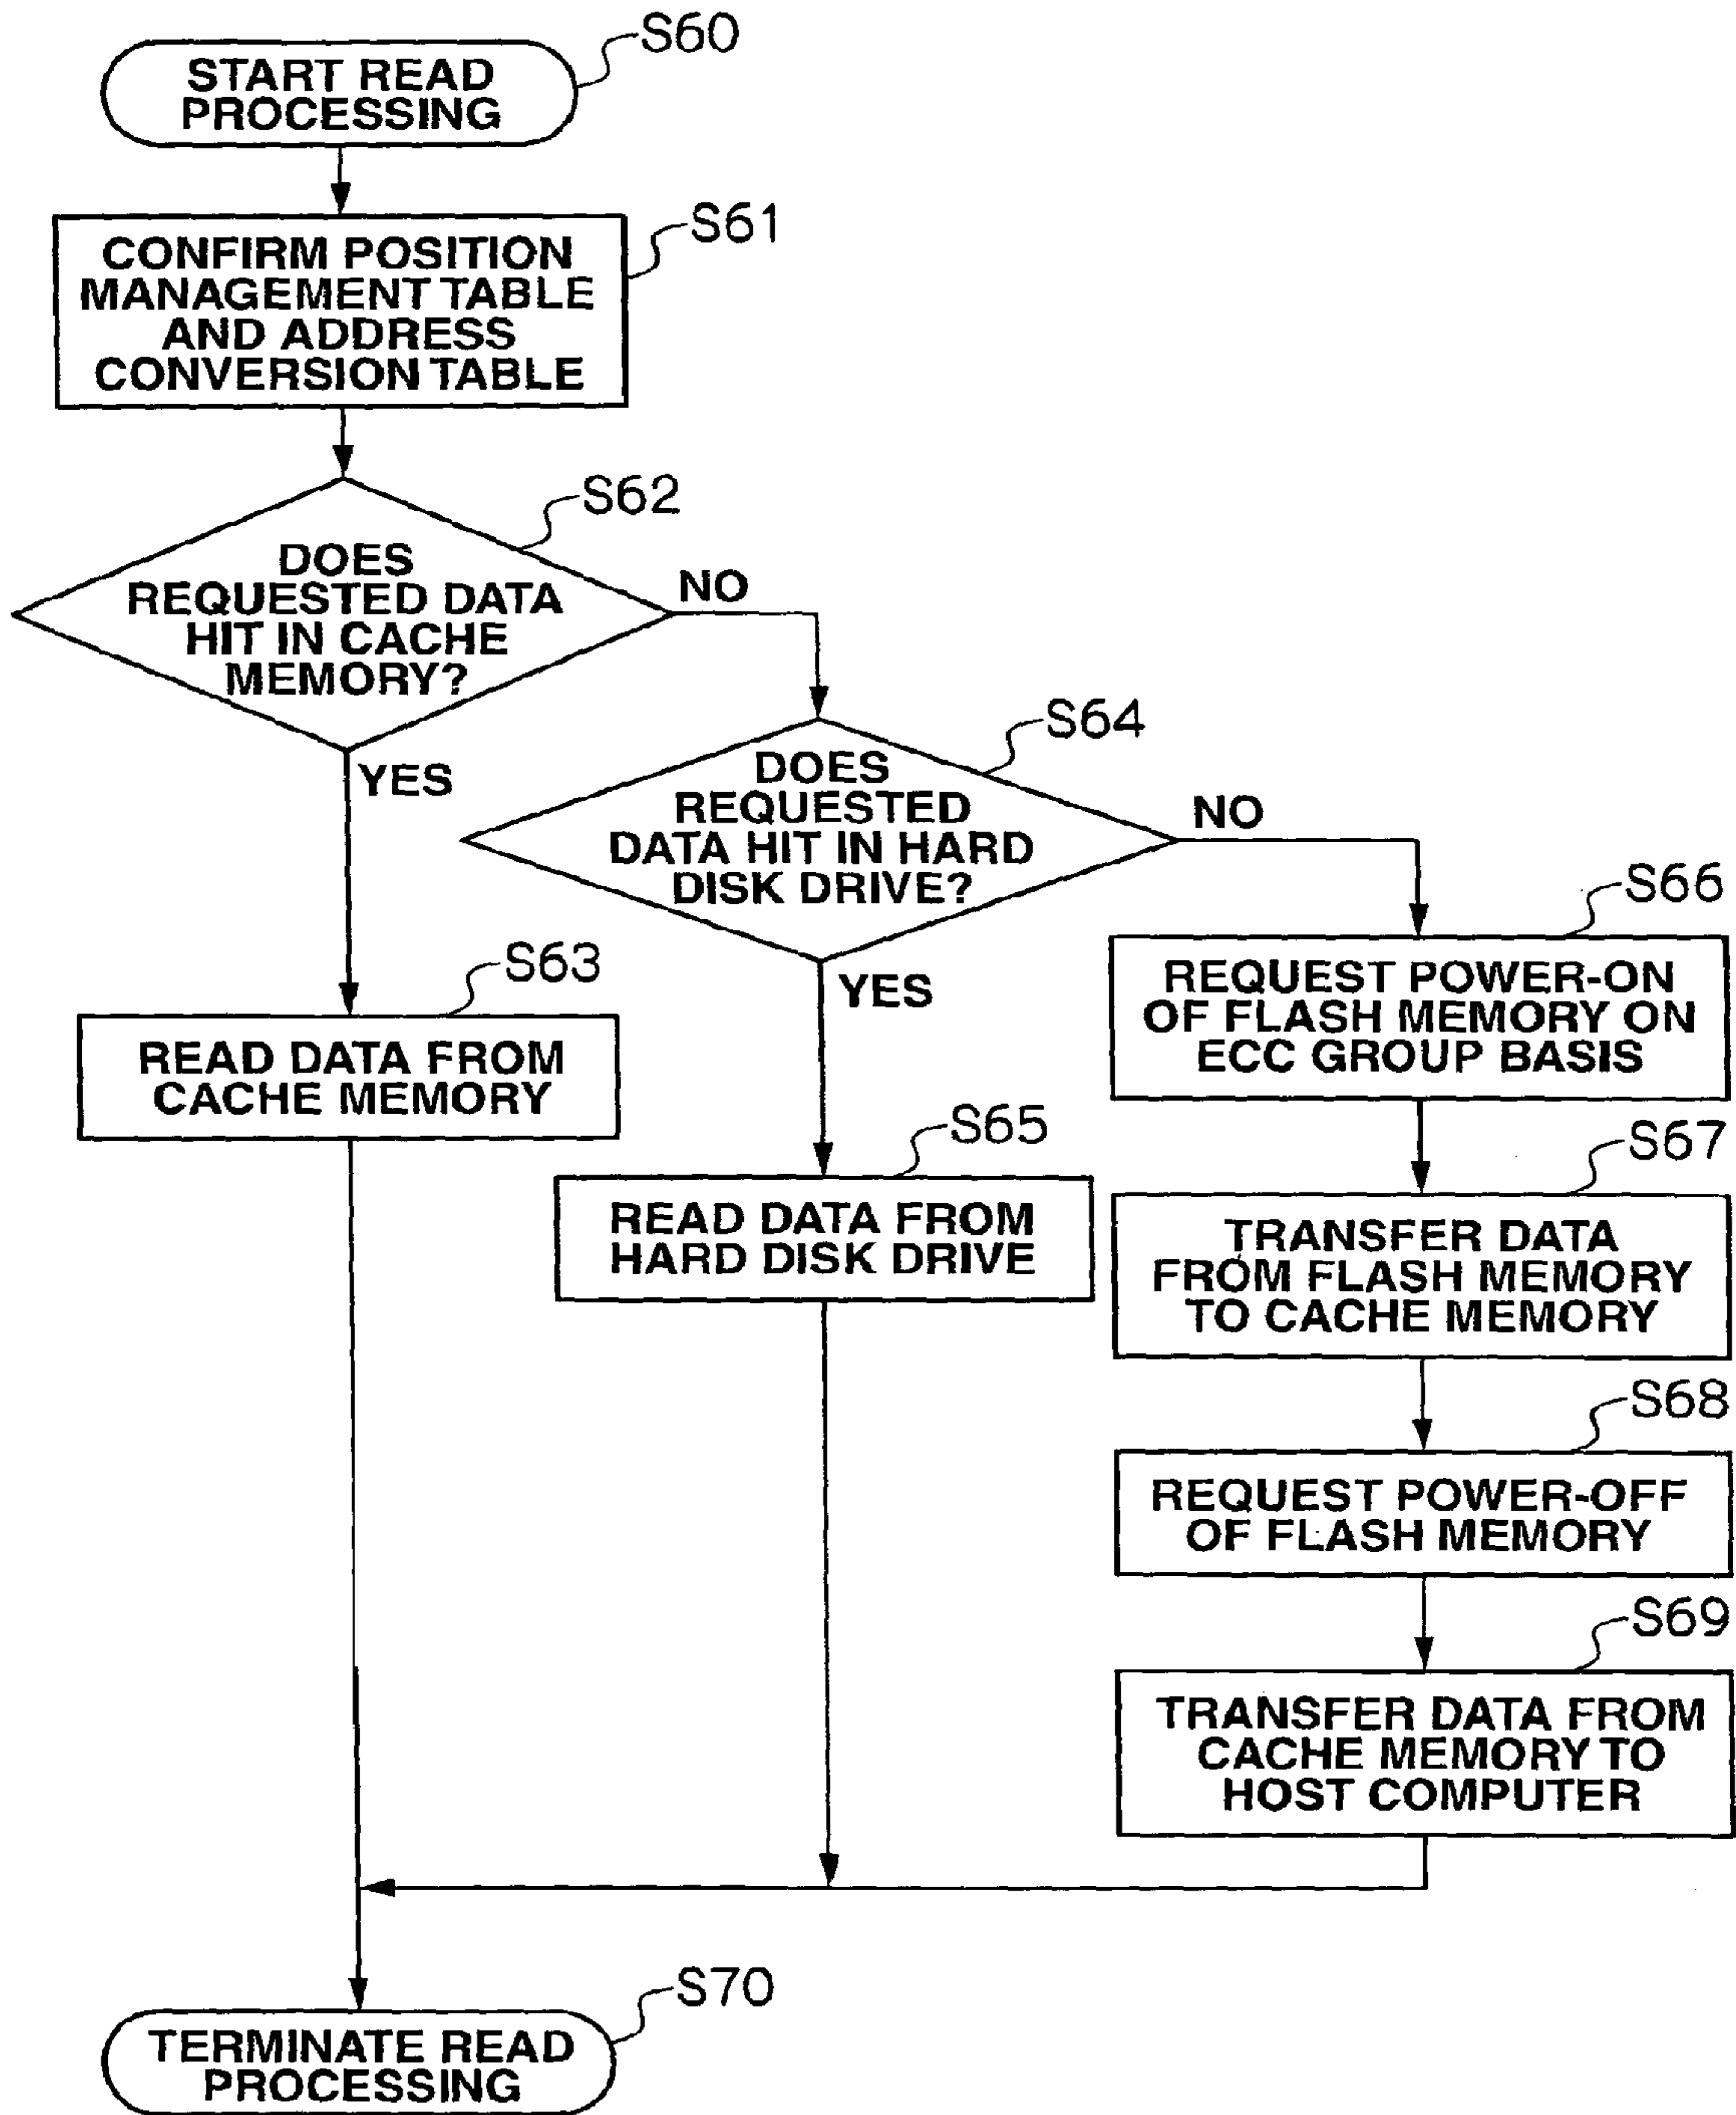 S60
START READ
PROCESSING
S61
CONFIRM POSITION
MANAGEMENT TABLE
AND ADDRESS
CONVERSION TABLE
S62
DOES
REQUESTED DATA
HIT IN CACHE
MEMORY?
NO
YES
S64
DOES
REQUESTED
DATA HIT IN HARD
DISK DRIVE?
NO
YES
S63
READ DATA FROM
CACHE MEMORY
S65
READ DATA FROM
HARD DISK DRIVE
S66
REQUEST POWER-ON
OF FLASH MEMORY ON
ECC GROUP BASIS
S67
TRANSFER DATA
FROM FLASH MEMORY
TO CACHE MEMORY
S68
REQUEST POWER-OFF
OF FLASH MEMORY
S69
TRANSFER DATA FROM
CACHE MEMORY TO
HOST COMPUTER
S70
TERMINATE READ
PROCESSING